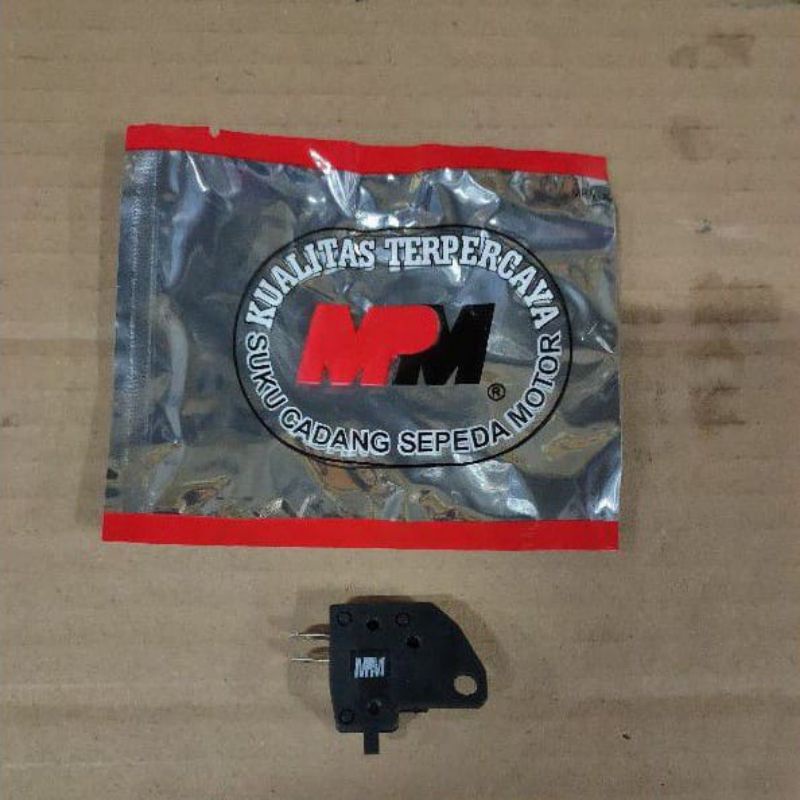 KUALITAS TERPERCAYA
MPM
®
SUKU CADANG SEPEDA MOTOR
MPM